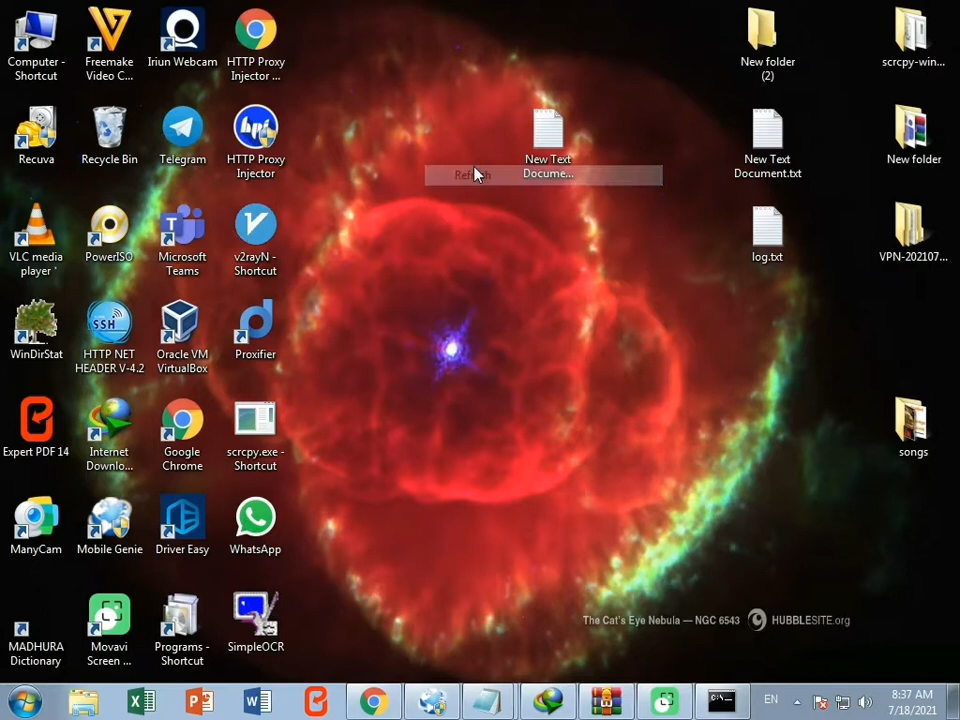 Computer -
Shortcut
Freemake
Video C...
Iriun Webcam
HTTP Proxy
Injector ...
New folder
(2)
scrcpy-win...
Recuva
Recycle Bin
Telegram
hpi
HTTP Proxy
Injector
New Text
Docume...
Refresh
New Text
Document.txt
New folder
VLC media
player '
PowerISO
Microsoft
Teams
v2rayN -
Shortcut
log.txt
VPN-202107...
WinDirStat
SSH
HTTP NET
HEADER V-4.2
Oracle VM
VirtualBox
Proxifier
Expert PDF 14
Internet
Downlo...
Google
Chrome
scrcpy.exe -
Shortcut
songs
ManyCam
Mobile Genie
Driver Easy
WhatsApp
MADHURA
Dictionary
Movavi
Screen ...
Programs -
Shortcut
SimpleOCR
The Cat's Eye Nebula — NGC 6543
HUBBLESITE.org
EN
8:37 AM
7/18/2021